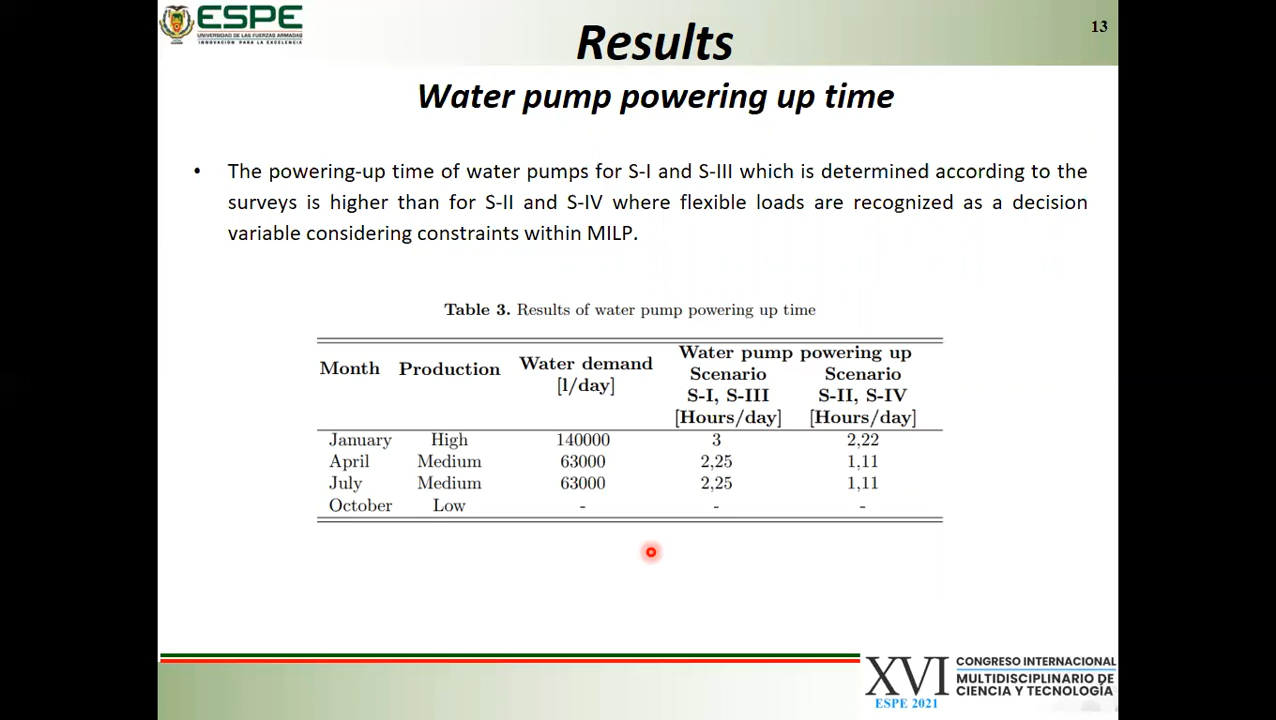 ESPE
UNIVERSIDAD DE LAS FUERZAS ARMADAS
INNOVACIÓN PARA LA EXCELENCIA
13
Results
Water pump powering up time
• The powering-up time of water pumps for S-I and S-III which is determined according to the
surveys is higher than for S-II and S-IV where flexible loads are recognized as a decision
variable considering constraints within MILP.
Table 3. Results of water pump powering up time
Month Production Water demand [l/day] Water pump powering up
Scenario Scenario
S-I, S-III S-II, S-IV
[Hours/day] [Hours/day]
January High 140000 3 2,22
April Medium 63000 2,25 1,11
July Medium 63000 2,25 1,11
October Low - - -
XVI CONGRESO INTERNACIONAL
MULTIDISCIPLINARIO DE
CIENCIA Y TECNOLOGÍA
ESPE 2021